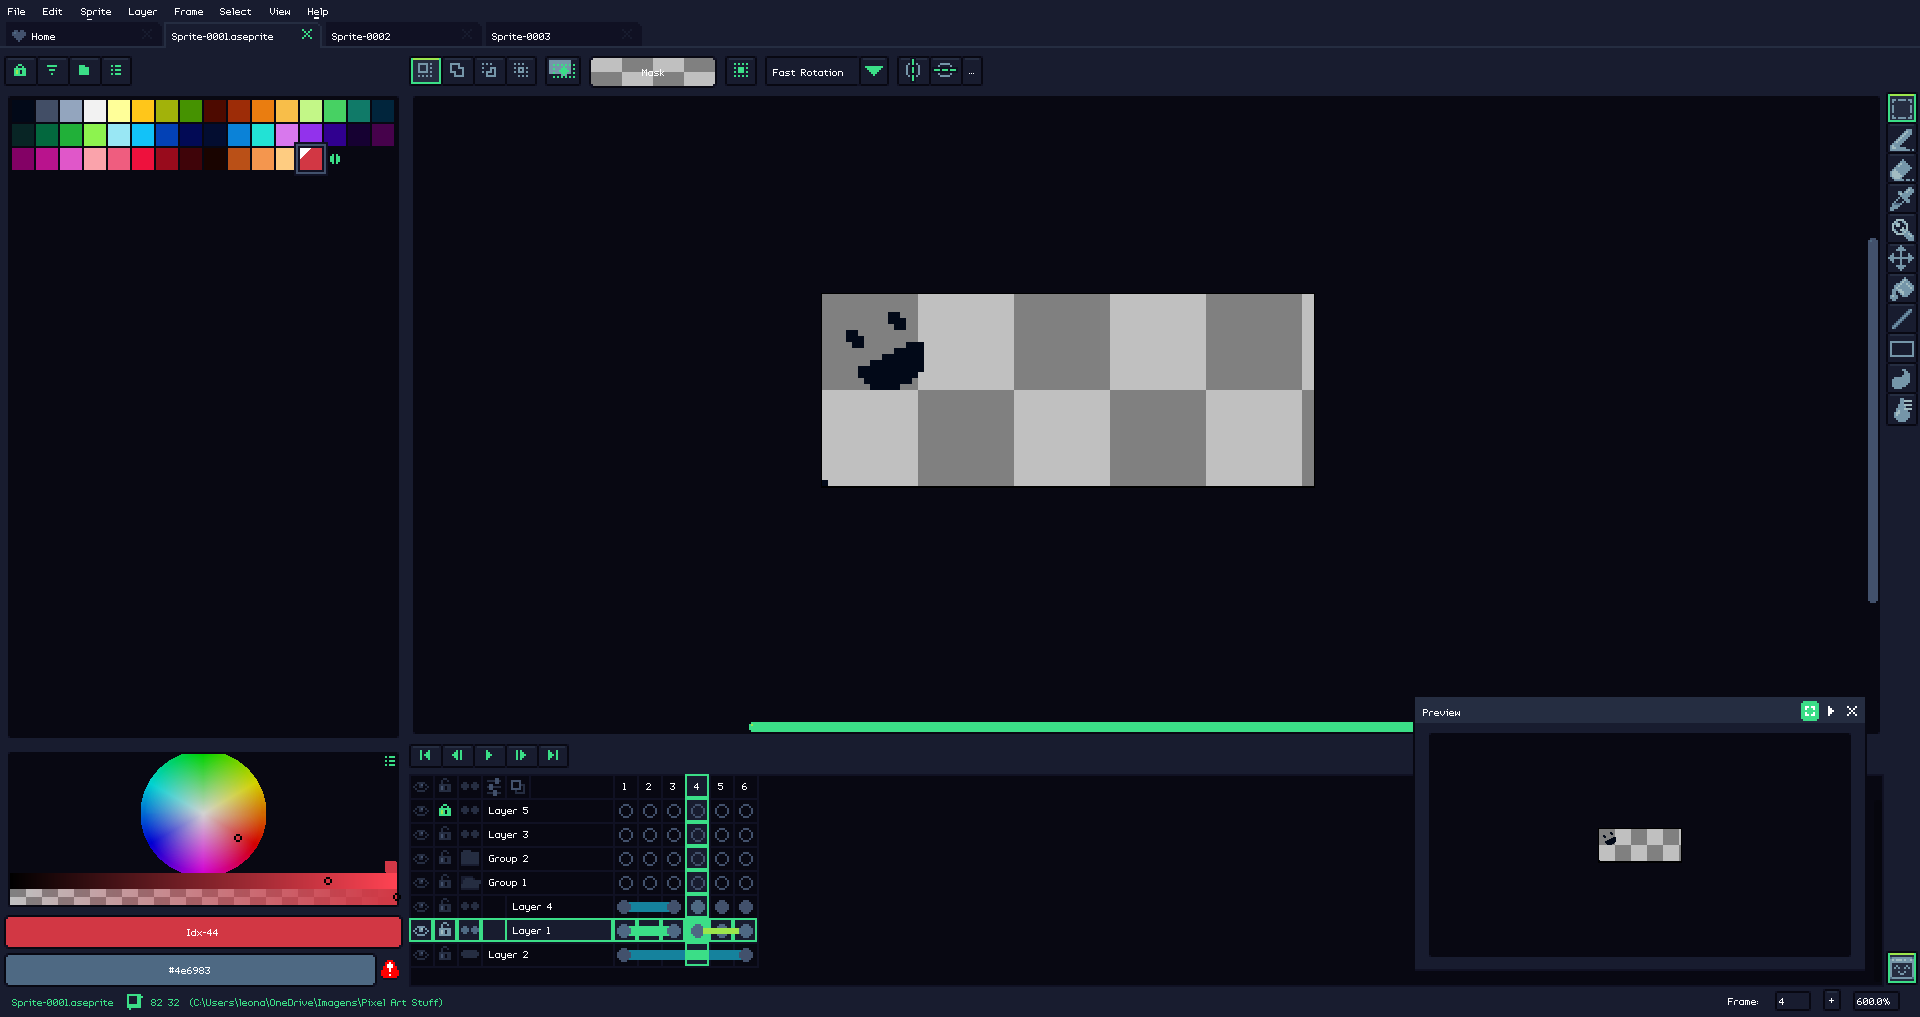 File Edit Sprite Layer Frame Select View Help
Home Sprite-0001.aseprite Sprite-0002 Sprite-0003
Mask Fast Rotation ...
Preview
1 2 3 4 5 6
Layer 5
Layer 3
Group 2
Group 1
Layer 4
Layer 1
Layer 2
Idx-44
#4e6983
Sprite-0001.aseprite 82 32 (C:\Users\leona\OneDrive\Imagens\Pixel Art Stuff) Frame: 4 + 600.0%